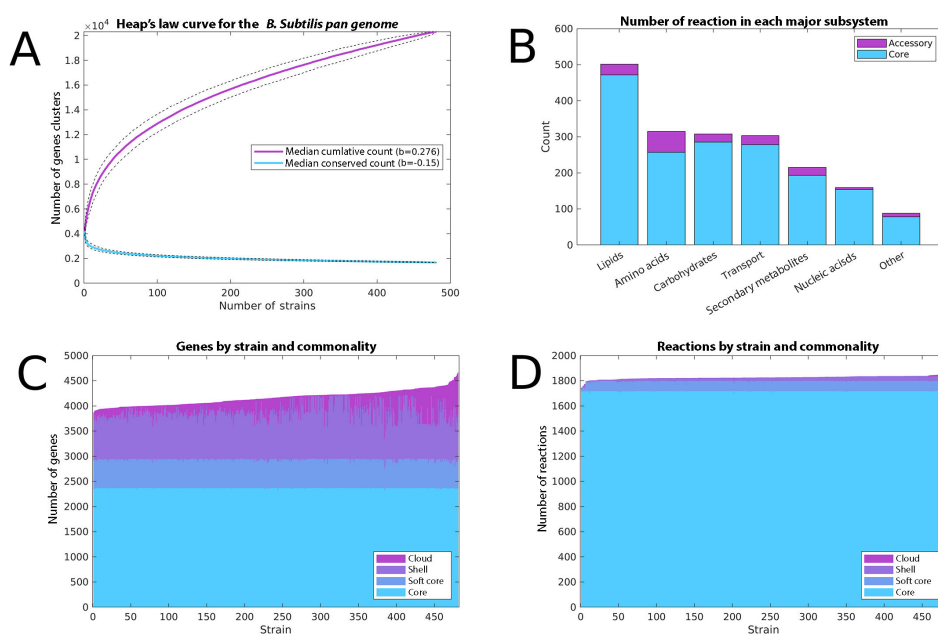 A
Heap's law curve for the B. Subtilis pan genome
×10⁴
Number of genes clusters
2
1.8
1.6
1.4
1.2
1
0.8
0.6
0.4
0.2
0
Median cumlative count (b=0.276)
Median conserved count (b=-0.15)
0 100 200 300 400 500
Number of strains
B
Number of reaction in each major subsystem
Count
600
500
400
300
200
100
0
Accessory
Core
Lipids
Amino acids
Carbohydrates
Transport
Secondary metabolites
Nucleic acisds
Other
C
Genes by strain and commonality
Number of genes
5000
4500
4000
3500
3000
2500
2000
1500
1000
500
0
Cloud
Shell
Soft core
Core
0 50 100 150 200 250 300 350 400 450
Strain
D
Reactions by strain and commonality
Number of reactions
2000
1800
1600
1400
1200
1000
800
600
400
200
0
Cloud
Shell
Soft core
Core
0 50 100 150 200 250 300 350 400 450
Strain